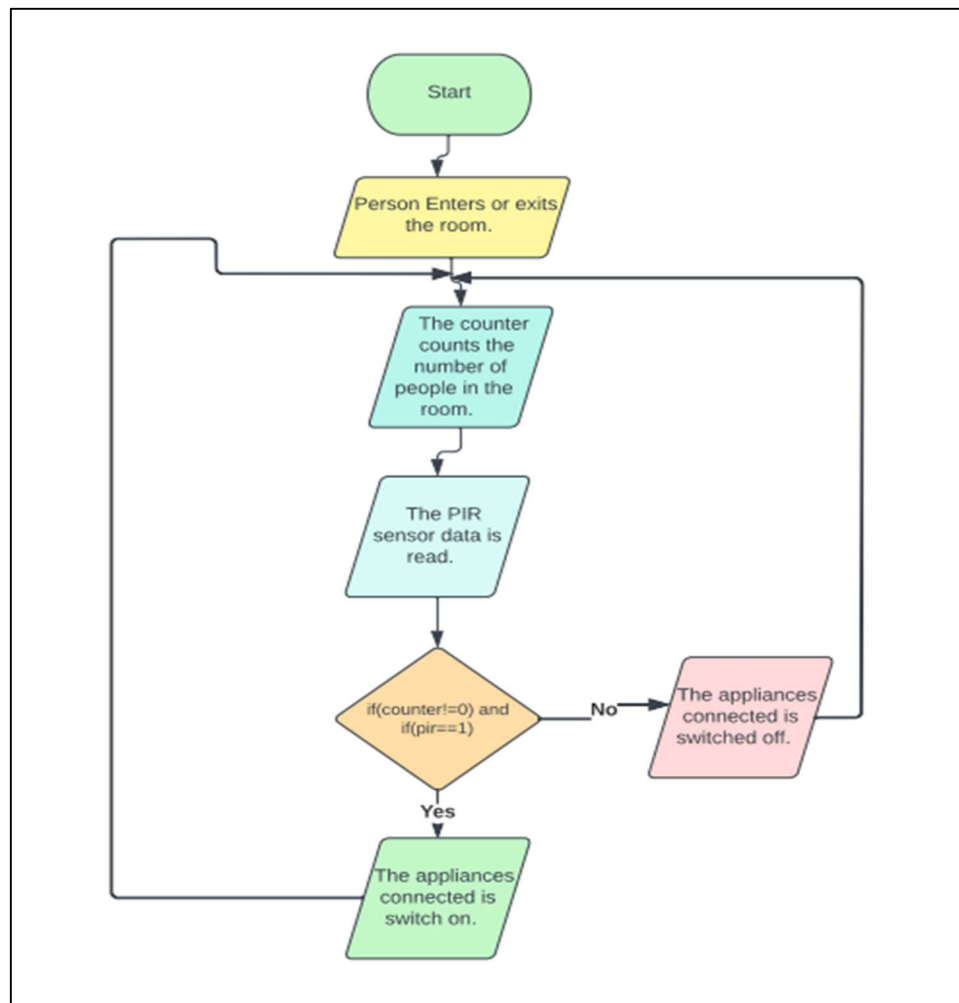 Start
Person Enters or exits
the room.
The counter
counts the
number of
people in the
room.
The PIR
sensor data is
read.
if(counter!=0) and
if(pir==1)
No
The appliances
connected is
switched off.
Yes
The appliances
connected is
switch on.